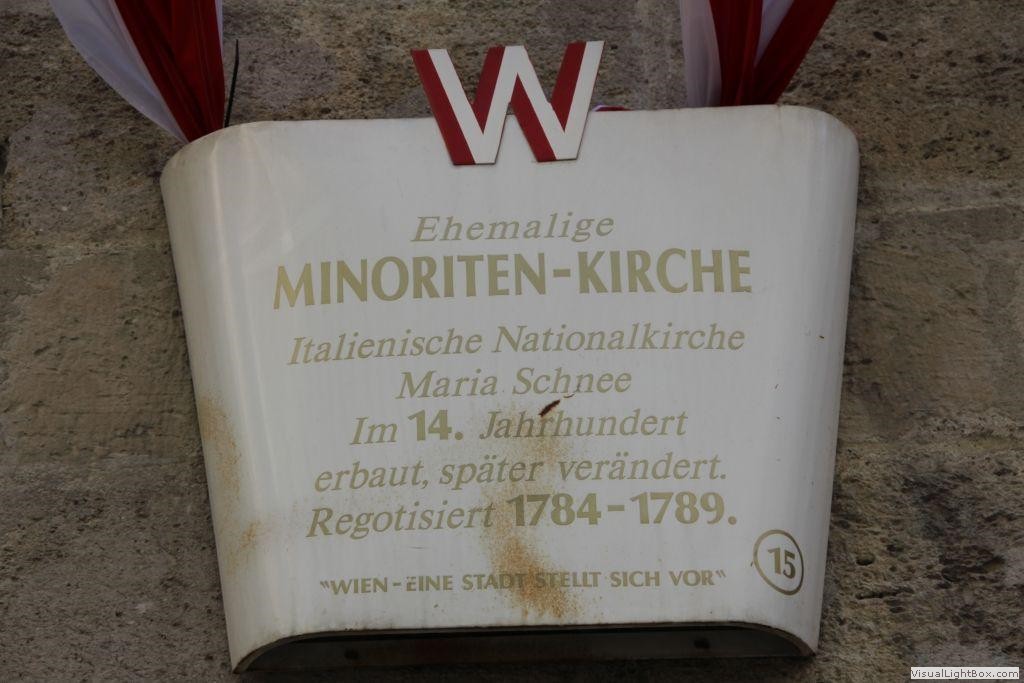 W
Ehemalige
MINORITEN-KIRCHE
Italienische Nationalkirche
Maria Schnee
Im 14. Jahrhundert
erbaut, später verändert.
Regotisiert 1784-1789.
15
"WIEN-EINE STADT STELLT SICH VOR"
VisualLightBox.com